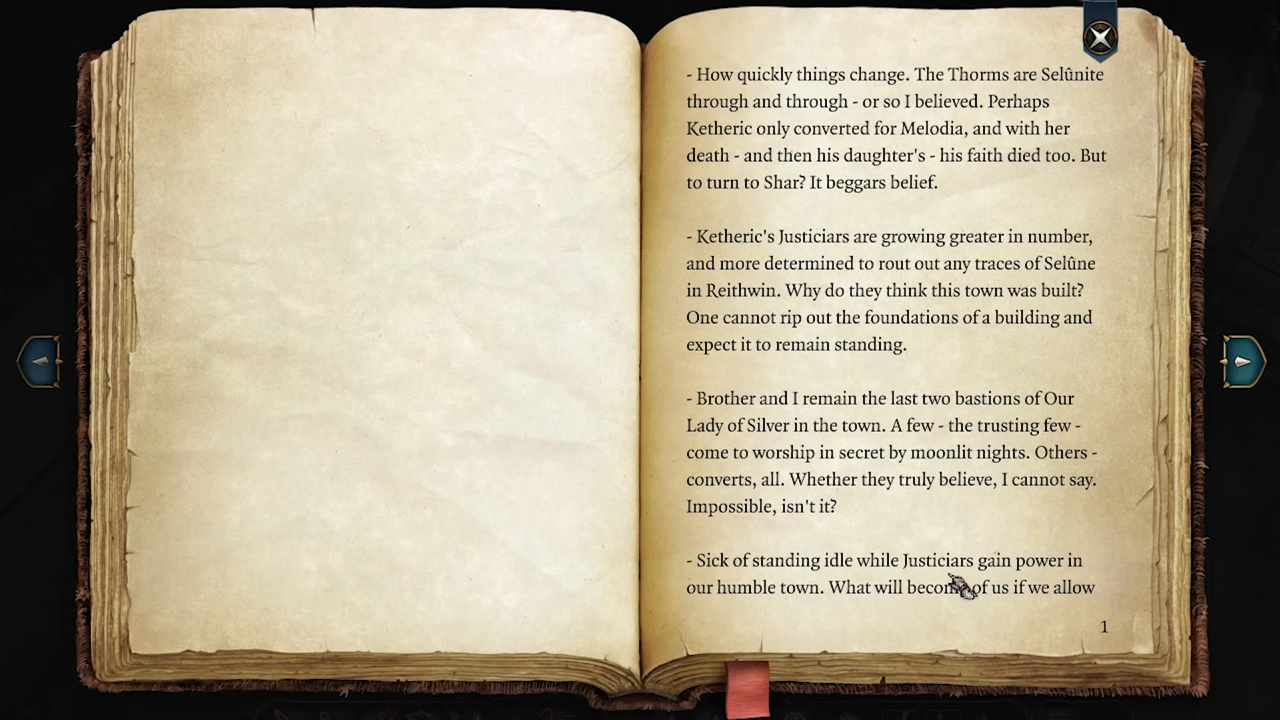 - How quickly things change. The Thorms are Selûnite
through and through - or so I believed. Perhaps
Ketheric only converted for Melodia, and with her
death - and then his daughter's - his faith died too. But
to turn to Shar? It beggars belief.
- Ketheric's Justiciars are growing greater in number,
and more determined to rout out any traces of Selûne
in Reithwin. Why do they think this town was built?
One cannot rip out the foundations of a building and
expect it to remain standing.
- Brother and I remain the last two bastions of Our
Lady of Silver in the town. A few - the trusting few -
come to worship in secret by moonlit nights. Others -
converts, all. Whether they truly believe, I cannot say.
Impossible, isn't it?
- Sick of standing idle while Justiciars gain power in
our humble town. What will become of us if we allow
1